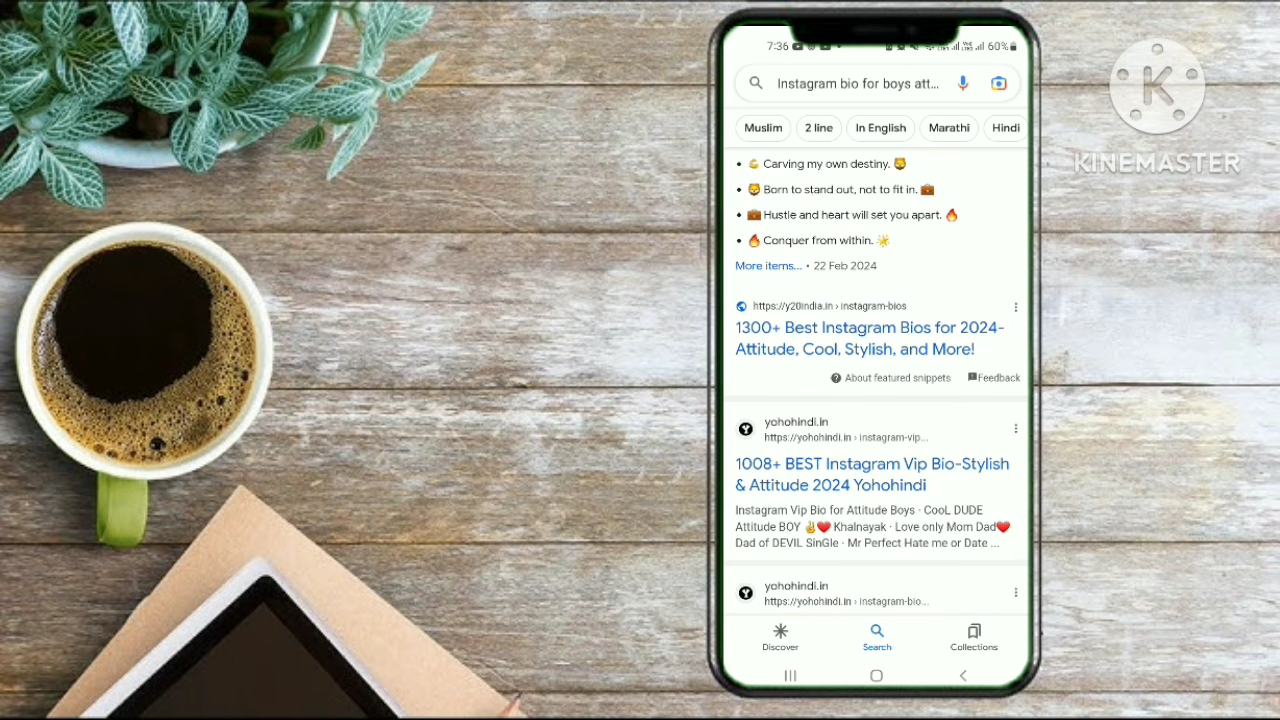 7:36 60%
Instagram bio for boys att...
Muslim 2 line In English Marathi Hindi
• 💪 Carving my own destiny. 🦁
• 🦁 Born to stand out, not to fit in. 💼
• 💼 Hustle and heart will set you apart. 🔥
• 🔥 Conquer from within. 🌟
More items... • 22 Feb 2024
https://y20india.in › instagram-bios
1300+ Best Instagram Bios for 2024-
Attitude, Cool, Stylish, and More!
About featured snippets Feedback
yohohindi.in
https://yohohindi.in › instagram-vip...
1008+ BEST Instagram Vip Bio-Stylish
& Attitude 2024 Yohohindi
Instagram Vip Bio for Attitude Boys · CooL DUDE
Attitude BOY ✌️❤️ Khalnayak · Love only Mom Dad❤️
Dad of DEVIL SinGle · Mr Perfect Hate me or Date ...
yohohindi.in
https://yohohindi.in › instagram-bio...
Discover Search Collections
K
KINEMASTER